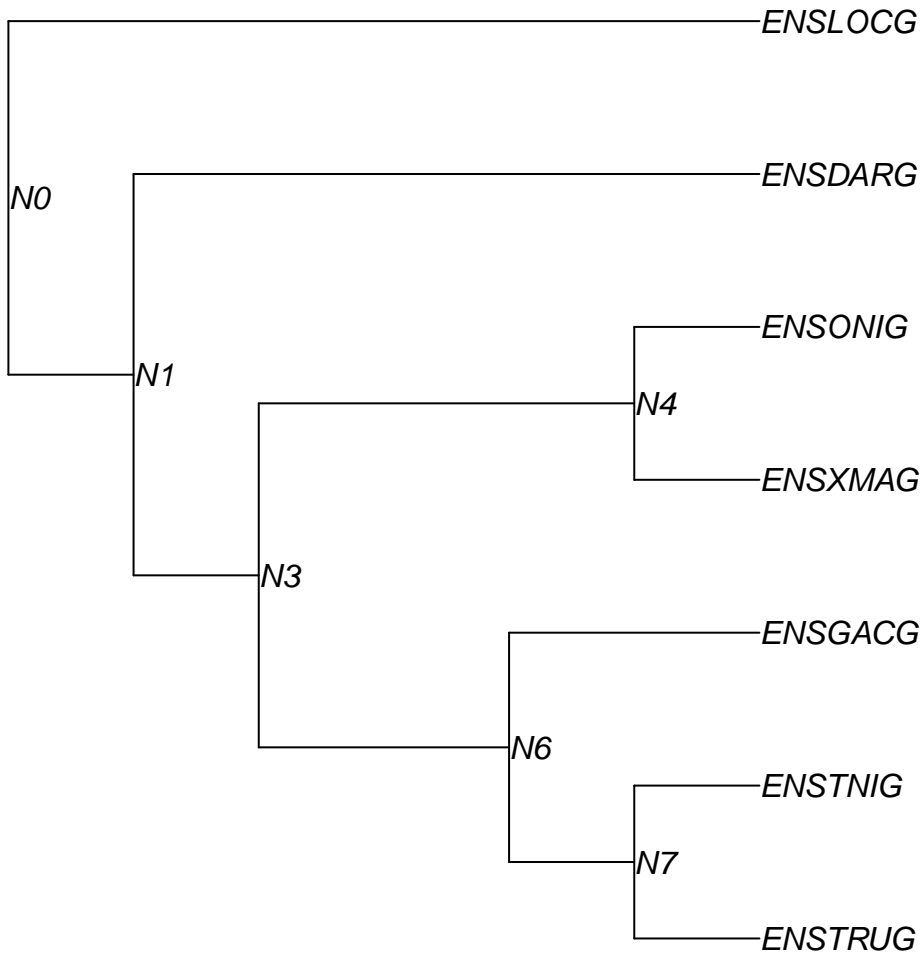 ENSLOCG
ENSDARG
N0
ENSONIG
N1
N4
ENSXMAG
N3
ENSGACG
N6
ENSTNIG
N7
ENSTRUG